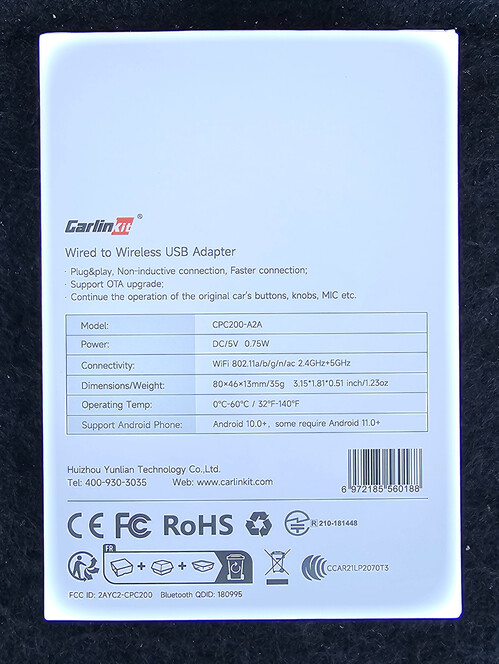 Carlinkit®
Wired to Wireless USB Adapter
· Plug&play, Non-inductive connection, Faster connection;
· Support OTA upgrade;
· Continue the operation of the original car's buttons, knobs, MIC etc.
Model: CPC200-A2A
Power: DC/5V 0.75W
Connectivity: WiFi 802.11a/b/g/n/ac 2.4GHz+5GHz
Dimensions/Weight: 80×46×13mm/35g 3.15*1.81*0.51 inch/1.23oz
Operating Temp: 0°C-60°C / 32°F-140°F
Support Android Phone: Android 10.0+, some require Android 11.0+
Huizhou Yunlian Technology Co.,Ltd.
Tel: 400-930-3035 Web: www.carlinkit.com
6 972185 560188
CE FC RoHS R 210-181448
FR
CCAR21LP2070T3
FCC ID: 2AYC2-CPC200 Bluetooth QDID: 180995